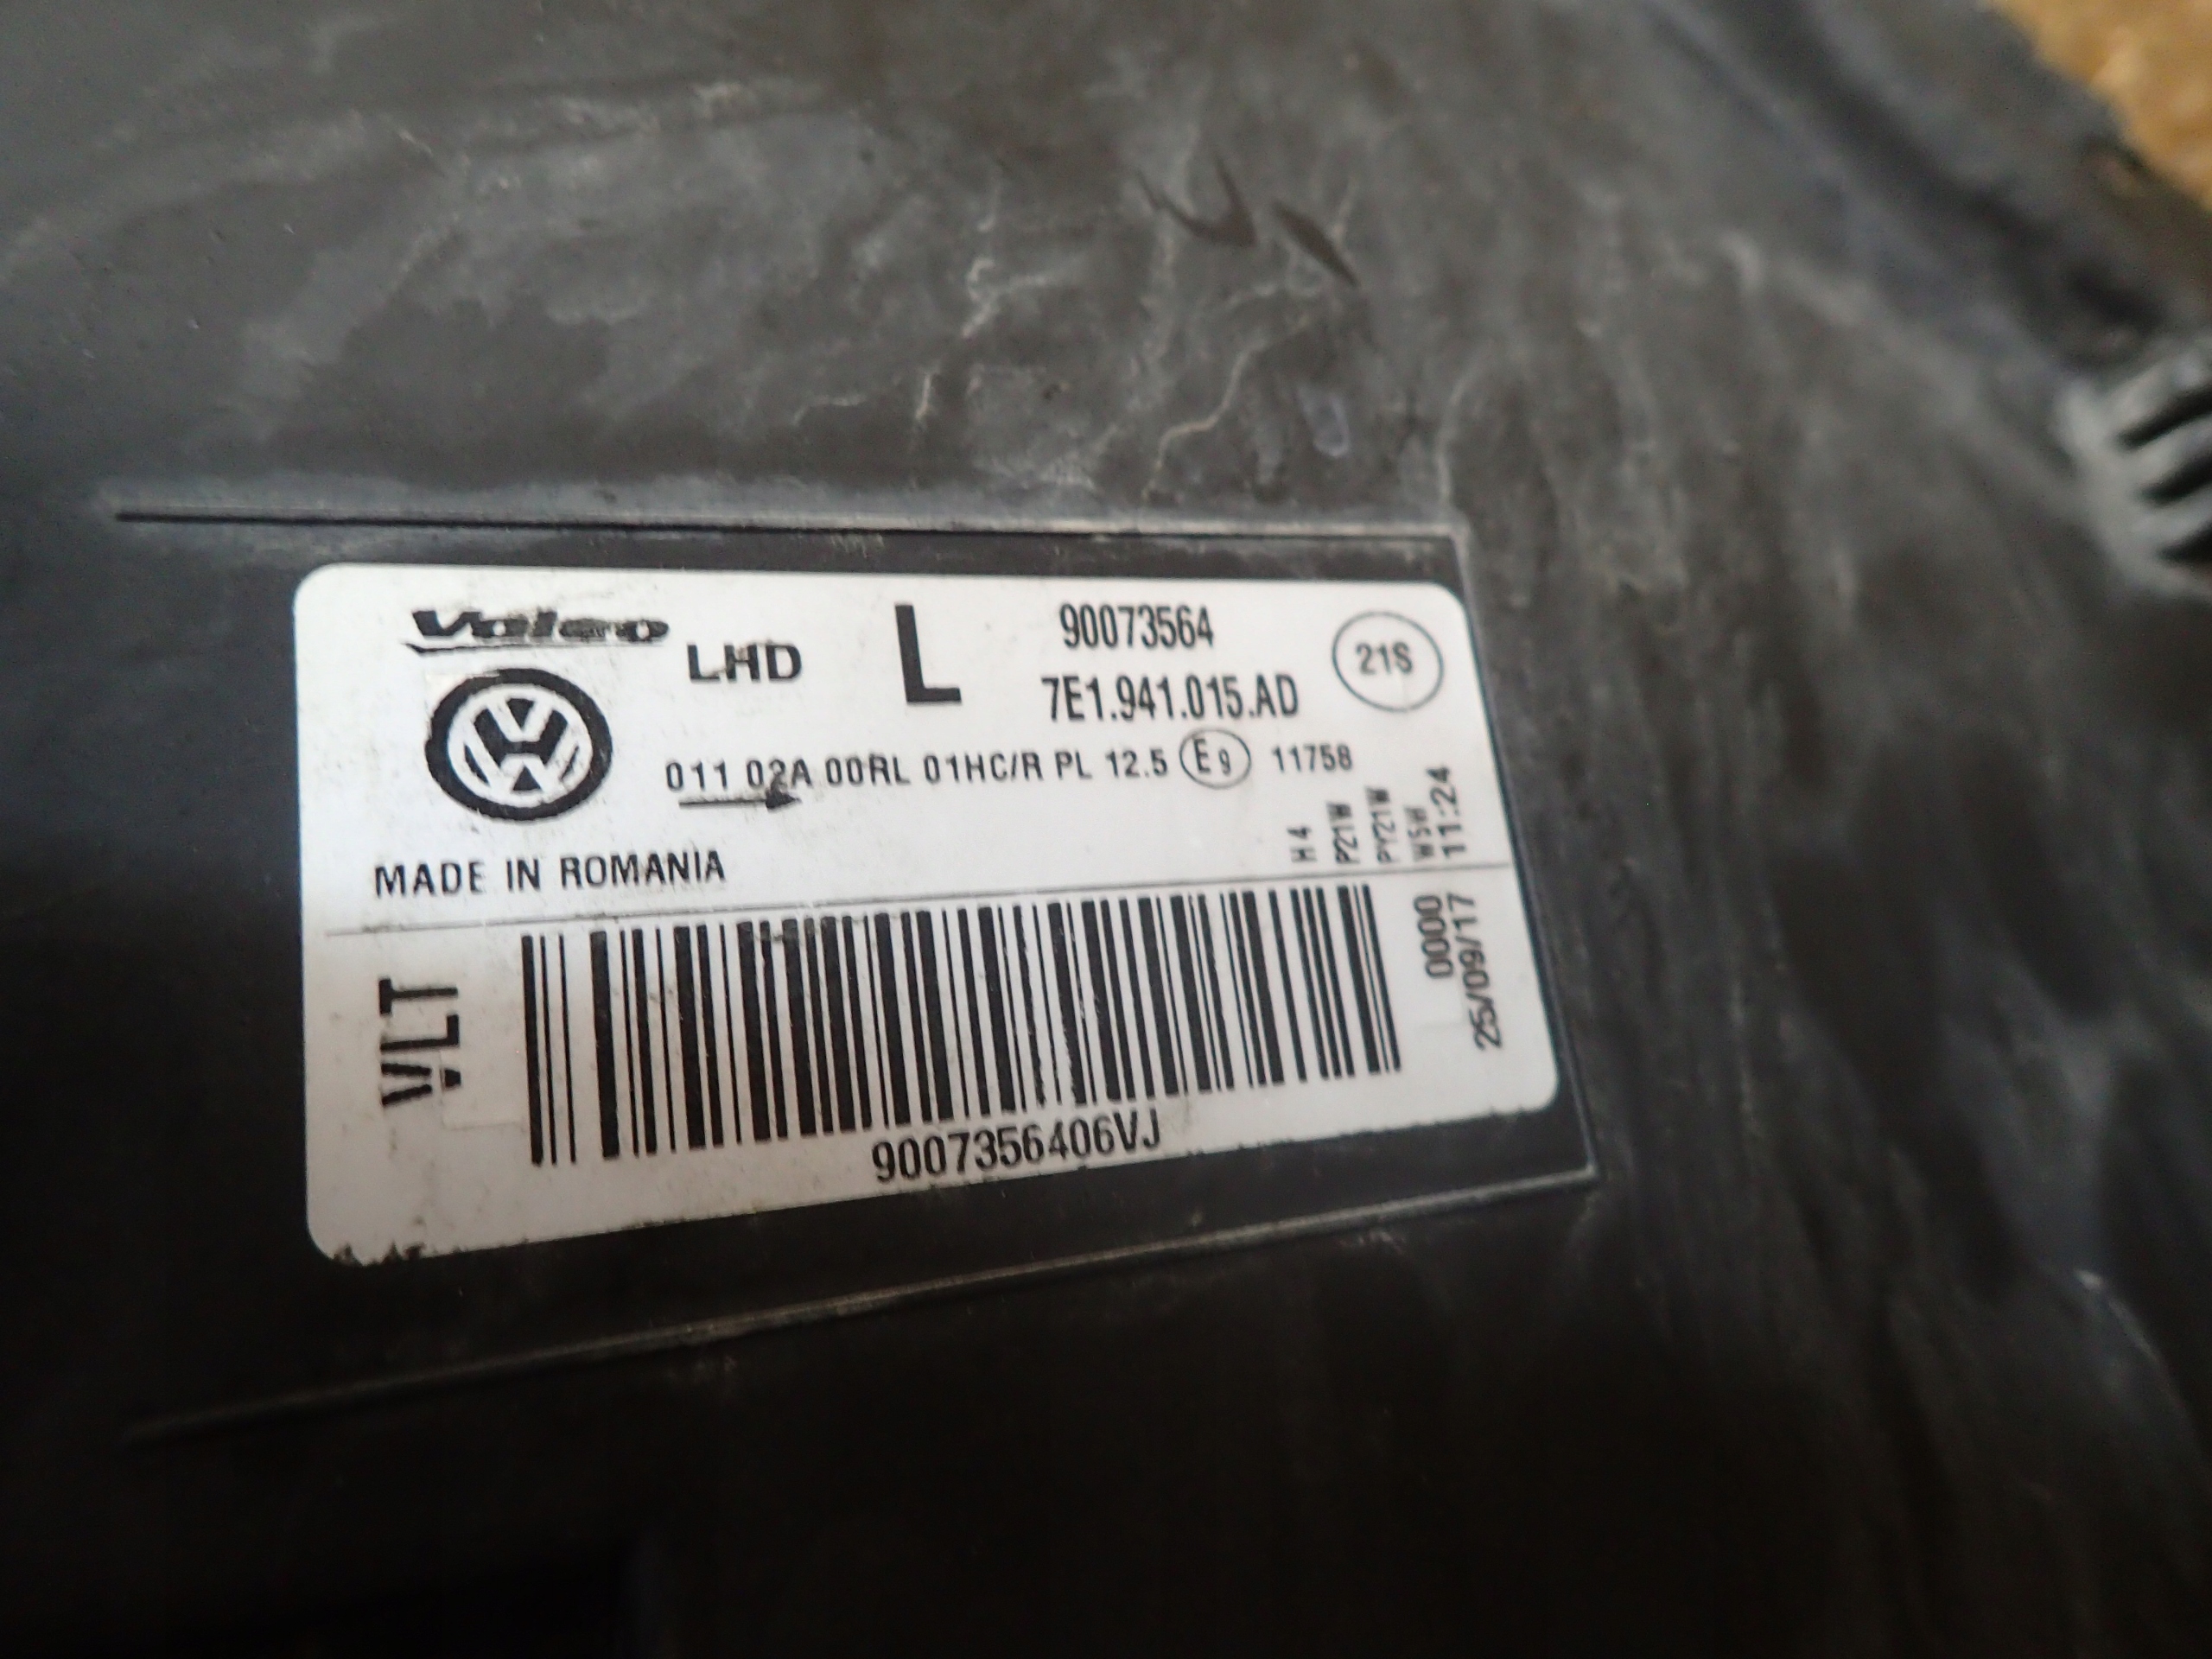 Valeo
LHD
L
90073564
7E1.941.015.AD
21S
011 02A 00RL 01HC/R PL 12.5 E9 11758
H4
P21W
PY21W
W5W
11:24
MADE IN ROMANIA
VLT
0000
25/09/17
9007356406VJ